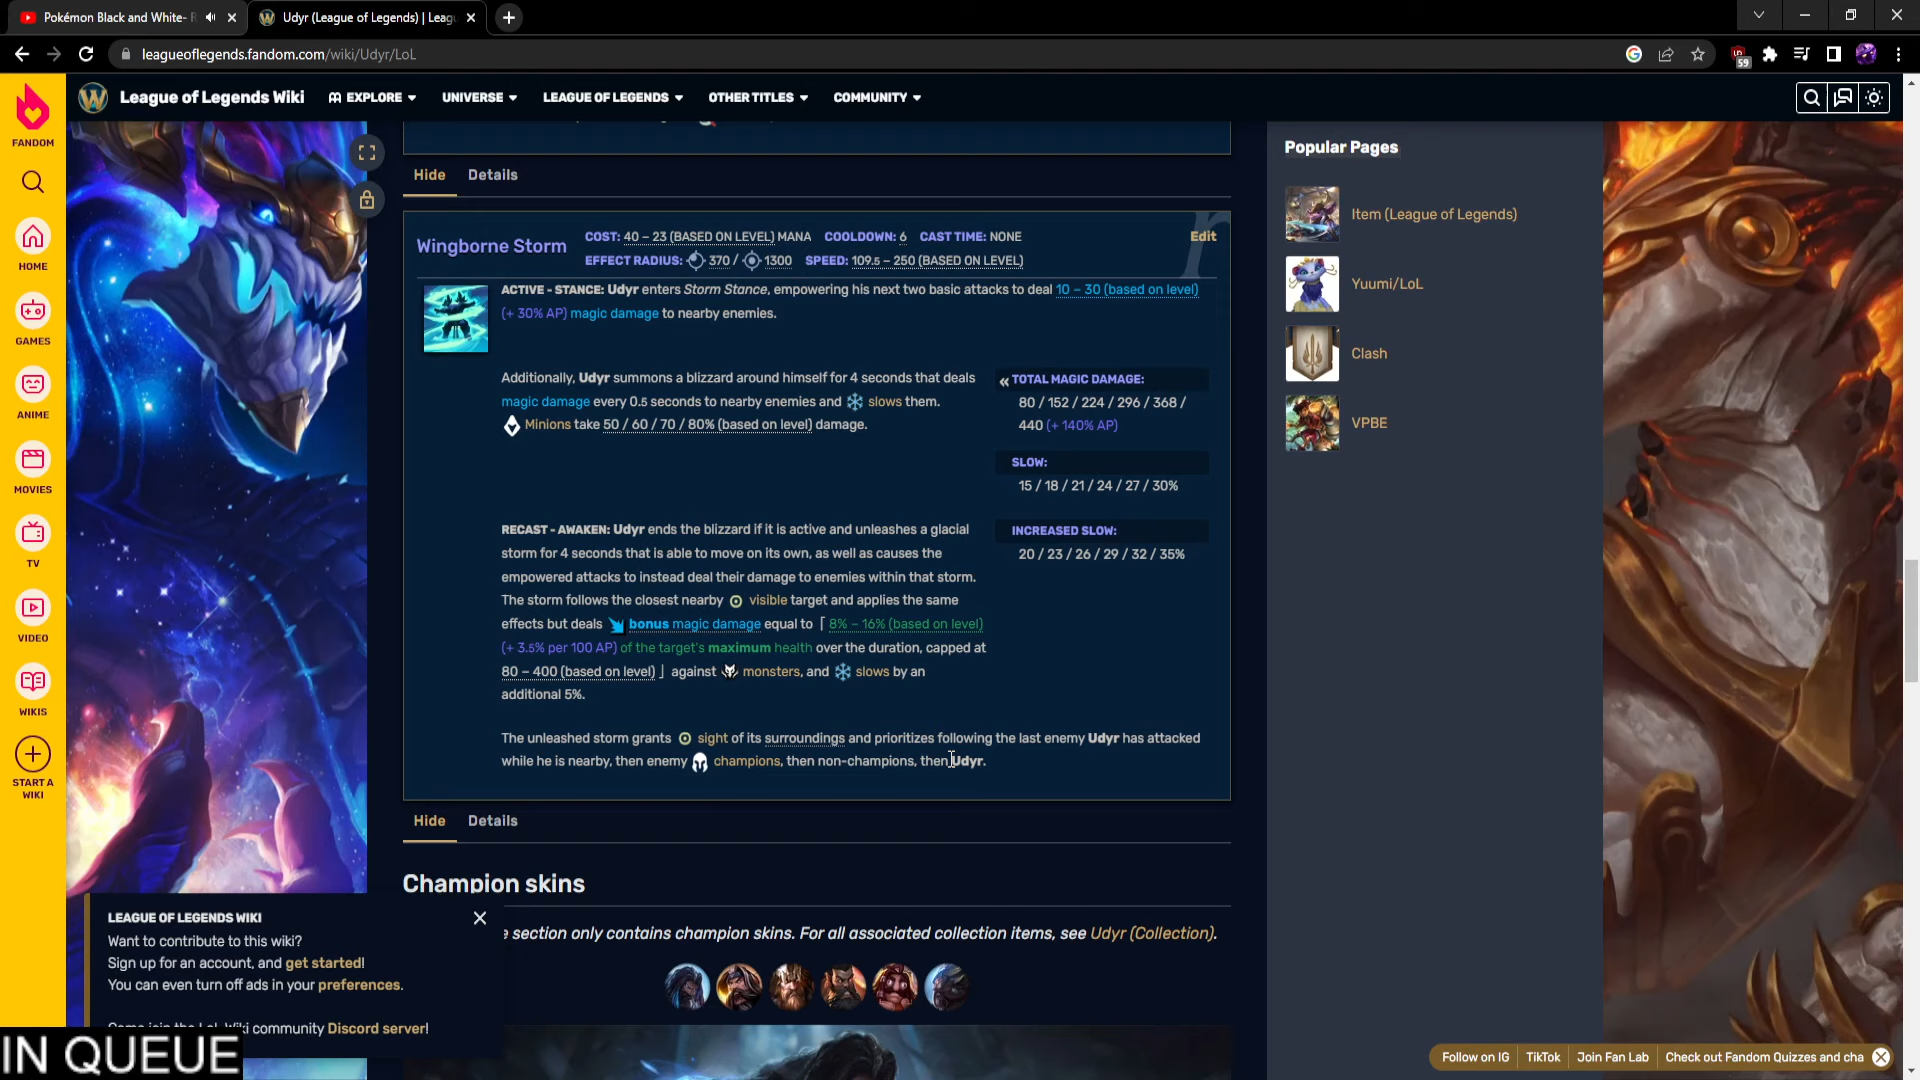 Pokémon Black and White- R
Udyr (League of Legends) | Leagu
leagueoflegends.fandom.com/wiki/Udyr/LoL
59
FANDOM
HOME
GAMES
ANIME
MOVIES
TV
VIDEO
WIKIS
START A
WIKI
League of Legends Wiki
EXPLORE
UNIVERSE
LEAGUE OF LEGENDS
OTHER TITLES
COMMUNITY
Hide Details
Wingborne Storm
COST: 40 – 23 (BASED ON LEVEL) MANA COOLDOWN: 6 CAST TIME: NONE
EFFECT RADIUS: 370 / 1300 SPEED: 109.5 – 250 (BASED ON LEVEL)
Edit
ACTIVE - STANCE: Udyr enters Storm Stance, empowering his next two basic attacks to deal 10 – 30 (based on level)
(+ 30% AP) magic damage to nearby enemies.
Additionally, Udyr summons a blizzard around himself for 4 seconds that deals
magic damage every 0.5 seconds to nearby enemies and slows them.
Minions take 50 / 60 / 70 / 80% (based on level) damage.
« TOTAL MAGIC DAMAGE:
80 / 152 / 224 / 296 / 368 /
440 (+ 140% AP)
SLOW:
15 / 18 / 21 / 24 / 27 / 30%
RECAST - AWAKEN: Udyr ends the blizzard if it is active and unleashes a glacial
storm for 4 seconds that is able to move on its own, as well as causes the
empowered attacks to instead deal their damage to enemies within that storm.
The storm follows the closest nearby visible target and applies the same
effects but deals bonus magic damage equal to ⌈ 8% – 16% (based on level)
(+ 3.5% per 100 AP) of the target's maximum health over the duration, capped at
80 – 400 (based on level) ⌋ against monsters, and slows by an
additional 5%.
INCREASED SLOW:
20 / 23 / 26 / 29 / 32 / 35%
The unleashed storm grants sight of its surroundings and prioritizes following the last enemy Udyr has attacked
while he is nearby, then enemy champions, then non-champions, then Udyr.
Hide Details
Champion skins
e section only contains champion skins. For all associated collection items, see Udyr (Collection).
Popular Pages
Item (League of Legends)
Yuumi/LoL
Clash
VPBE
LEAGUE OF LEGENDS WIKI
Want to contribute to this wiki?
Sign up for an account, and get started!
You can even turn off ads in your preferences.
Come join the LoL Wiki community Discord server!
IN QUEUE
Follow on IG TikTok Join Fan Lab Check out Fandom Quizzes and cha